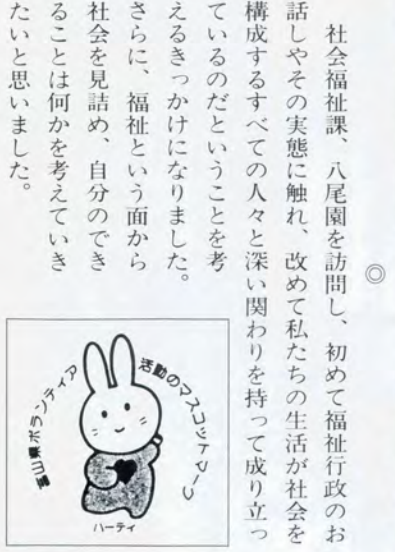 ◎
社会福祉課、八尾園を訪問し、初めて福祉行政のお
話しやその実態に触れ、改めて私たちの生活が社会を
構成するすべての人々と深い関わりを持って成り立っ
ているのだということを考
えるきっかけになりました。
さらに、福祉という面から
社会を見詰め、自分のでき
ることは何かを考えていき
たいと思いました。
富山県ボランティア
活動のマスコットマーク
ハーティ